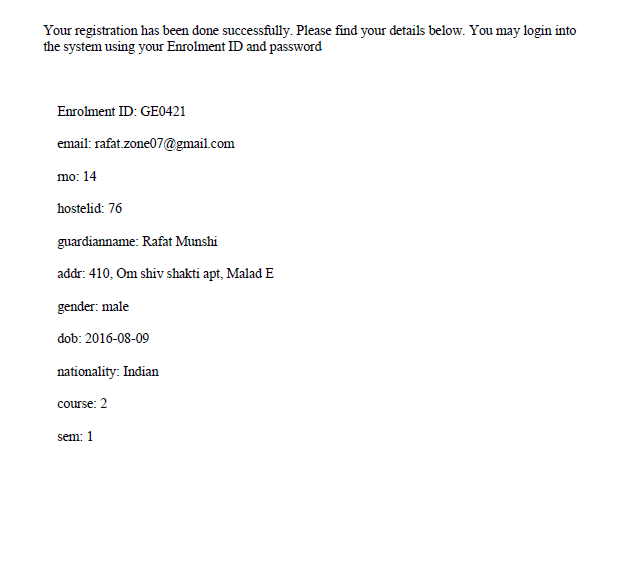 Your registration has been done successfully. Please find your details below. You may login into
the system using your Enrolment ID and password
Enrolment ID: GE0421
email: rafat.zone07@gmail.com
rno: 14
hostelid: 76
guardianname: Rafat Munshi
addr: 410, Om shiv shakti apt, Malad E
gender: male
dob: 2016-08-09
nationality: Indian
course: 2
sem: 1